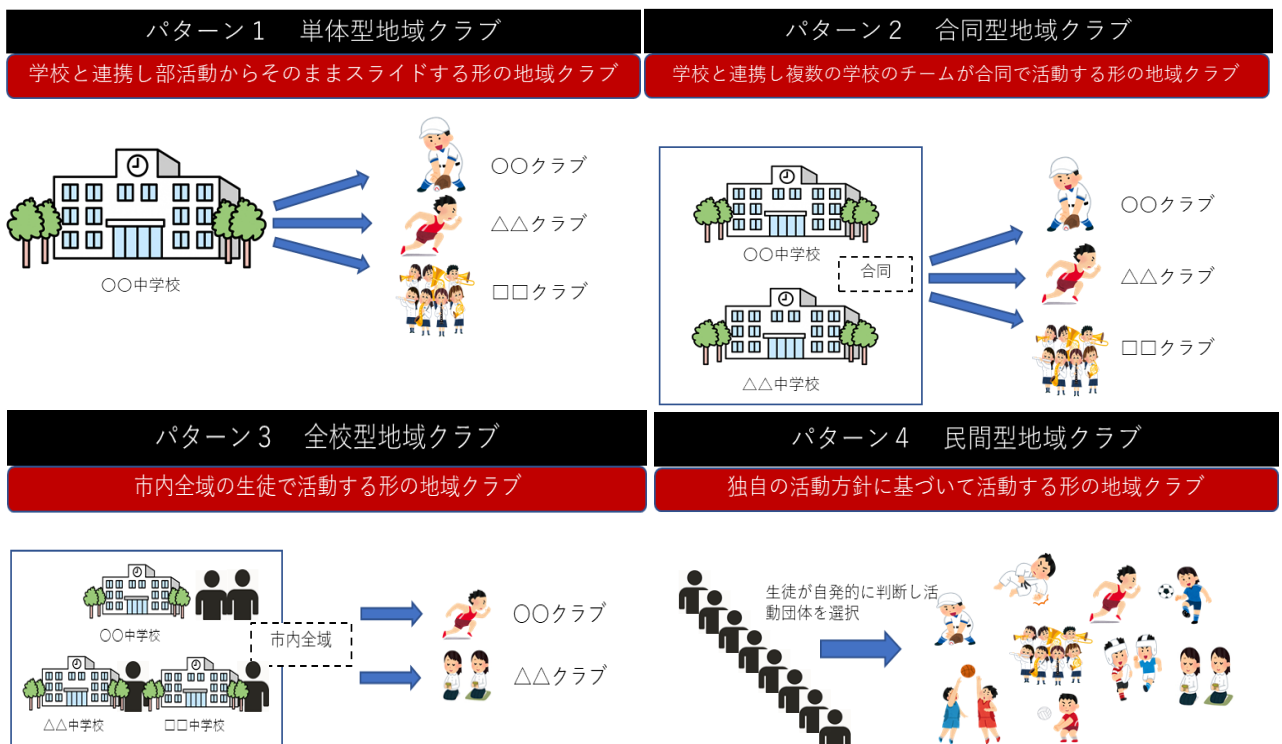 パターン１　単体型地域クラブ
学校と連携し部活動からそのままスライドする形の地域クラブ
〇〇中学校
〇〇クラブ
△△クラブ
□□クラブ
パターン２　合同型地域クラブ
学校と連携し複数の学校のチームが合同で活動する形の地域クラブ
〇〇中学校
合同
△△中学校
〇〇クラブ
△△クラブ
□□クラブ
パターン３　全校型地域クラブ
市内全域の生徒で活動する形の地域クラブ
〇〇中学校
市内全域
△△中学校
□□中学校
〇〇クラブ
△△クラブ
パターン４　民間型地域クラブ
独自の活動方針に基づいて活動する形の地域クラブ
生徒が自発的に判断し活
動団体を選択